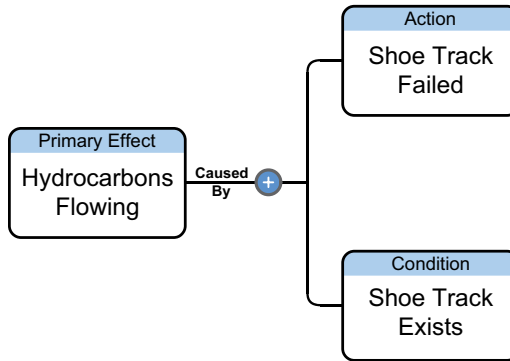 Action
Shoe Track
Failed
Primary Effect
Hydrocarbons
Flowing
Caused
By
Condition
Shoe Track
Exists